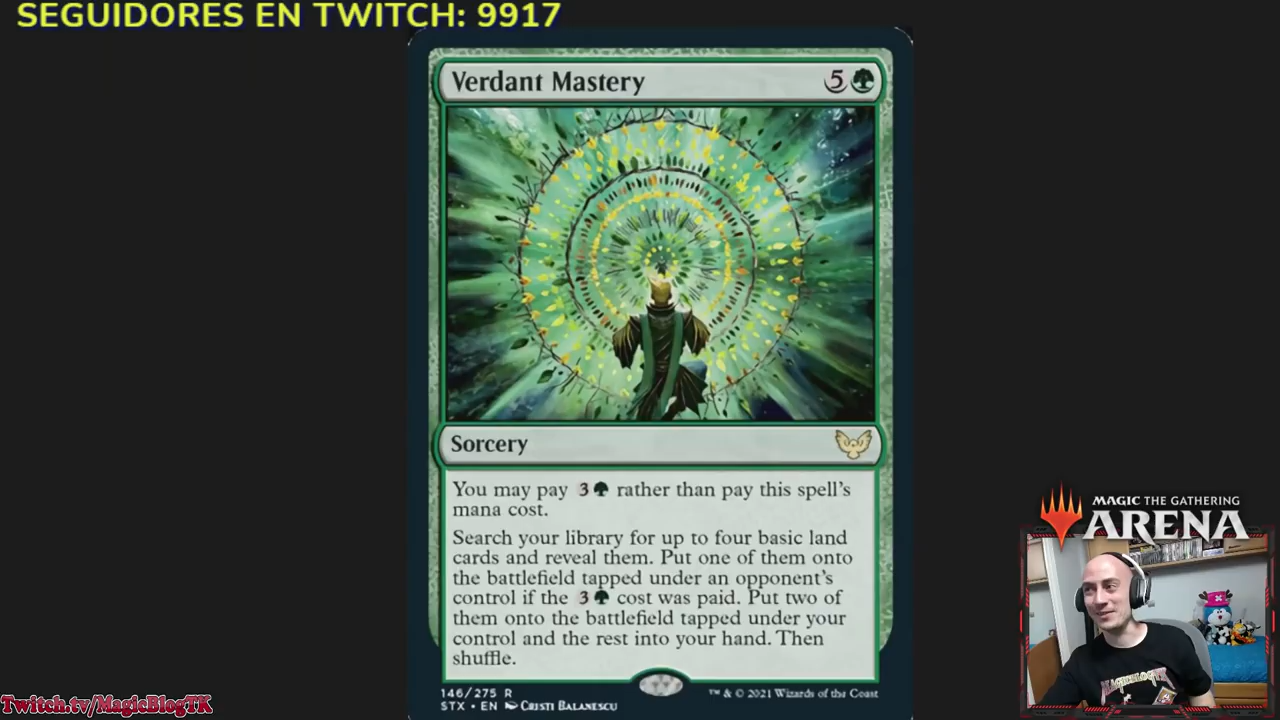 SEGUIDORES EN TWITCH: 9917
Verdant Mastery 5
Sorcery
You may pay 3 rather than pay this spell's
mana cost.
Search your library for up to four basic land
cards and reveal them. Put one of them onto
the battlefield tapped under an opponent's
control if the 3 cost was paid. Put two of
them onto the battlefield tapped under your
control and the rest into your hand. Then
shuffle.
146/275 R
STX • EN Cristi Balanescu
™ & © 2021 Wizards of the Coast
MAGIC THE GATHERING
ARENA
MAGICBLOGTK
Twitch.tv/MagicBlogTK